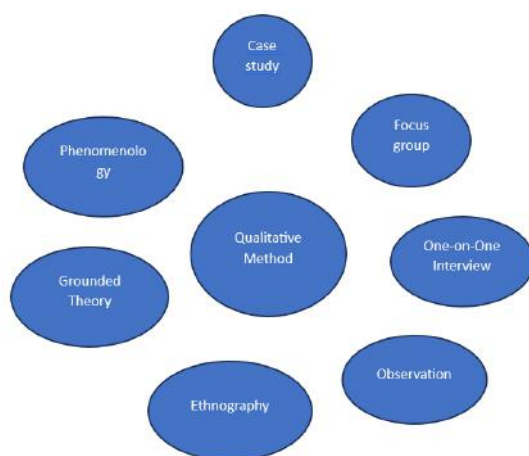 Case
study
Focus
group
Phenomenolo
gy
Qualitative
Method
One-on-One
Interview
Grounded
Theory
Observation
Ethnography